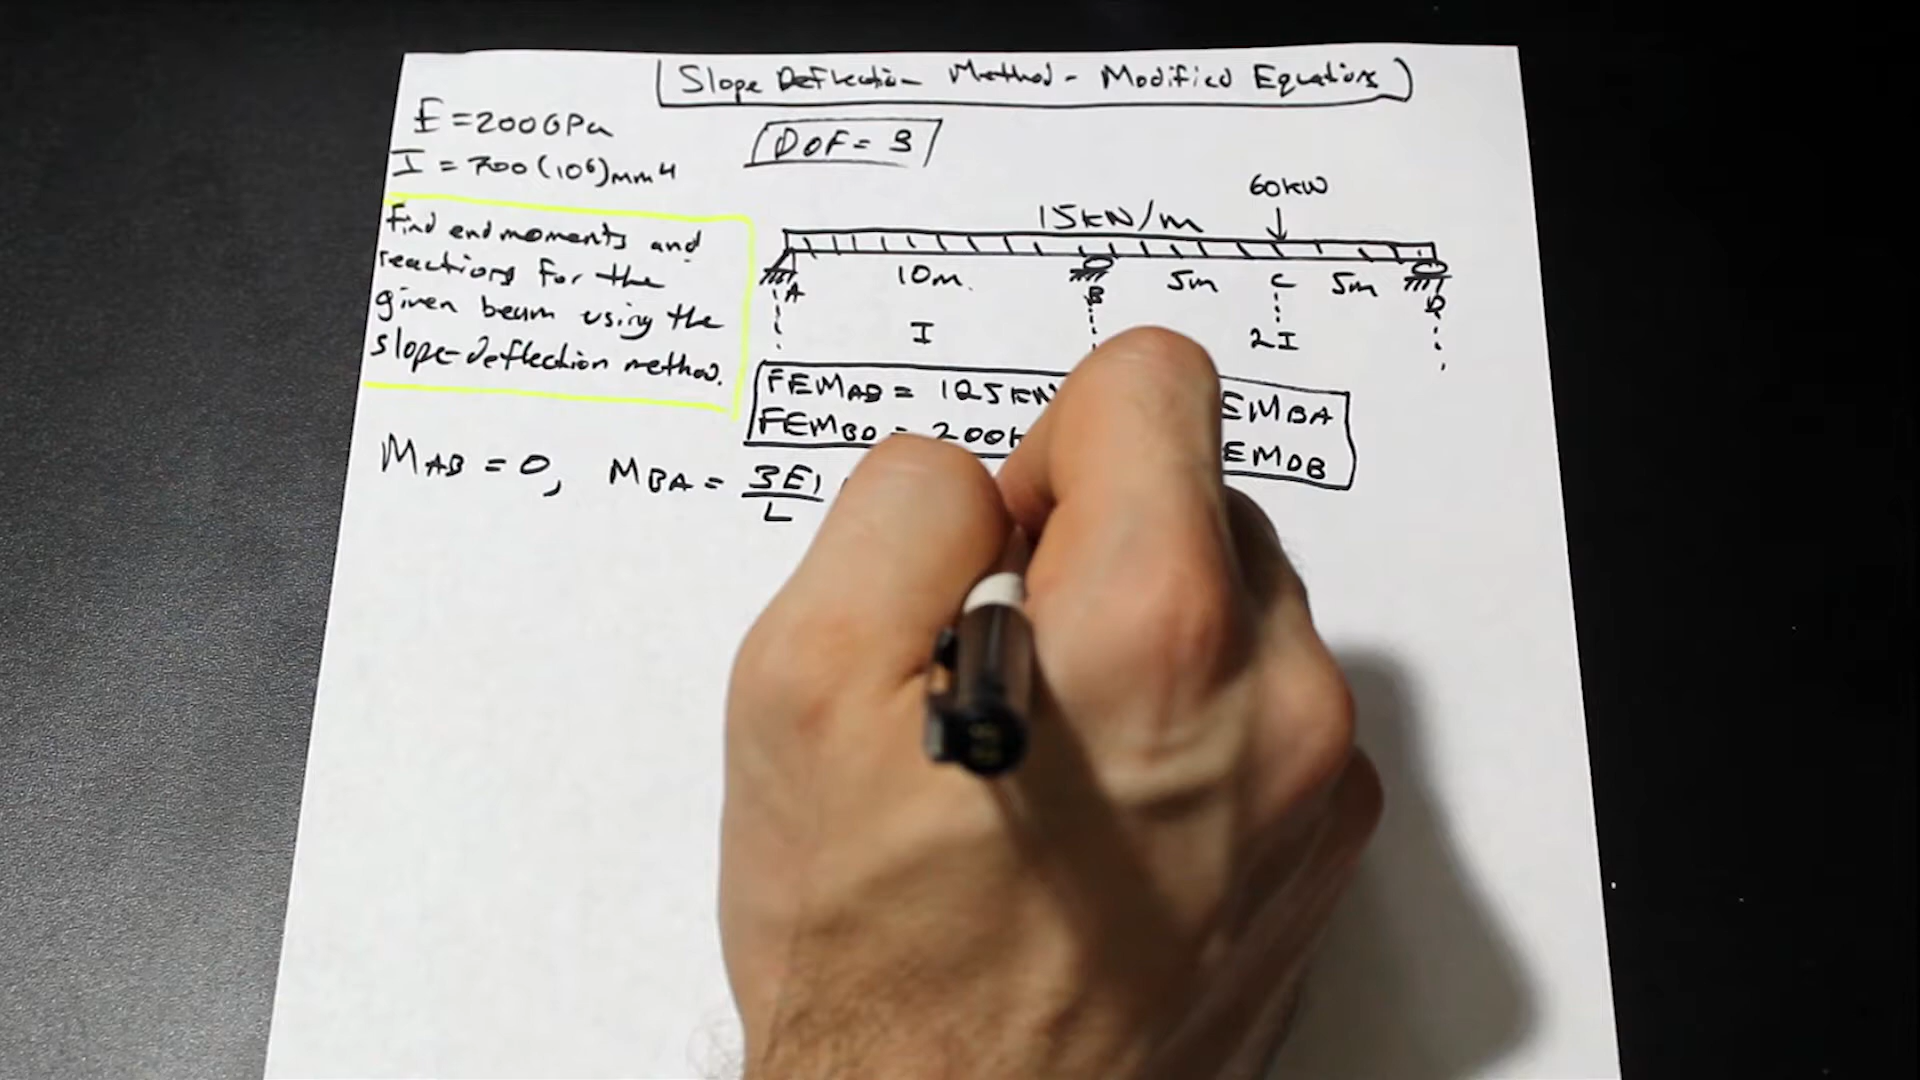 Slope Deflection Method - Modified Equations
E = 200GPa
I = 700(10⁶)mm⁴
DOF = 3
Find end moments and
reactions for the
given beam using the
slope-deflection method.
60kN
15kN/m
10m
5m
5m
A
B
C
D
I
2I
FEMAB = 125kN
EMBA
FEMBD = 200k
EMDB
MAB = 0, MBA = 3EI
L